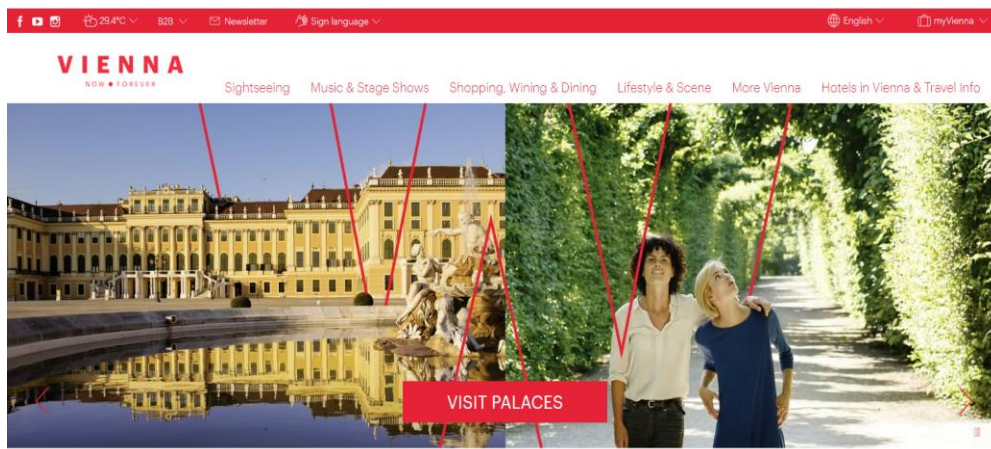 29.4°C B2B Newsletter Sign language English myVienna
VIENNA
NOW FOREVER
Sightseeing Music & Stage Shows Shopping, Wining & Dining Lifestyle & Scene More Vienna Hotels in Vienna & Travel Info
VISIT PALACES